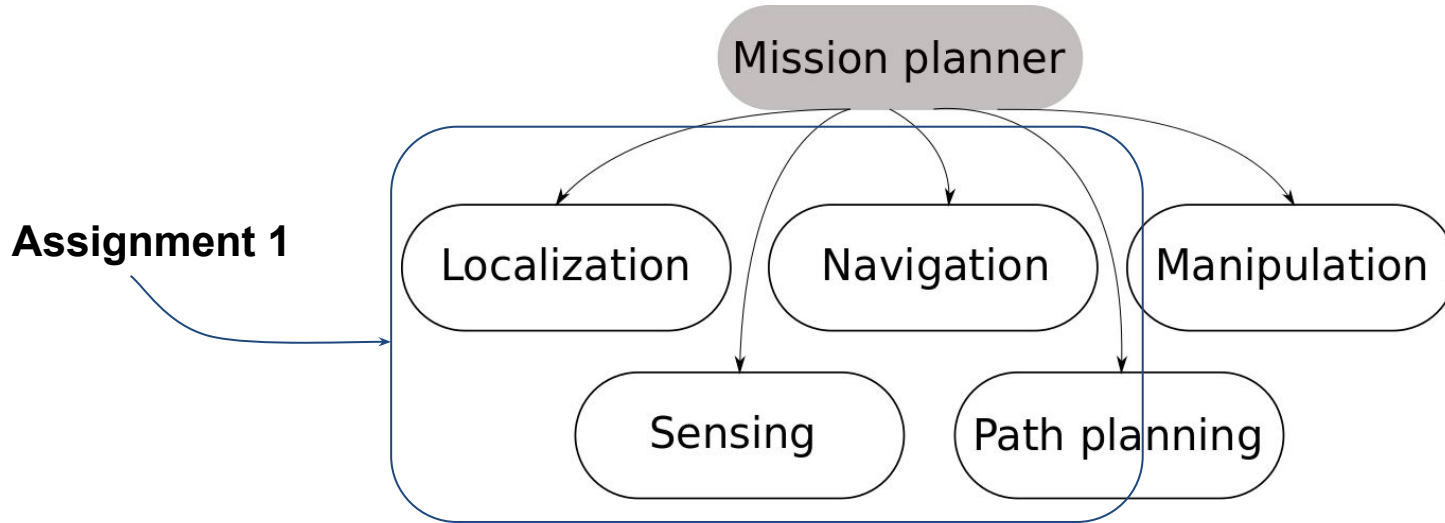 Mission planner
Assignment 1
Localization
Navigation
Manipulation
Sensing
Path planning